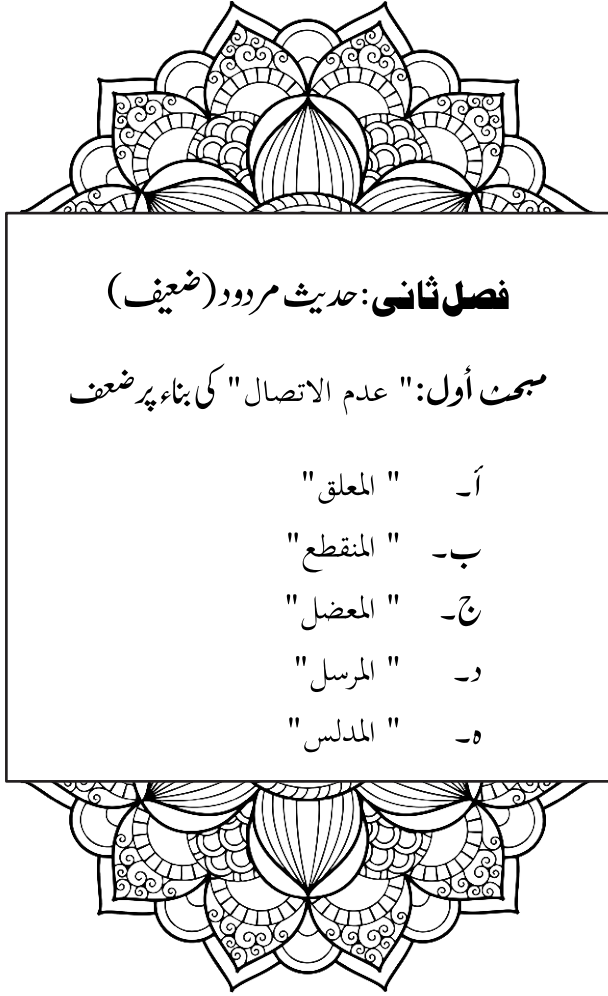 فصل ثانی: حدیث مردود (ضعیف)
مبحث أول: " عدم الاتصال" کی بناء پر ضعف
أ۔ " المعلق"
ب۔ " المنقطع"
ج۔ " المعضل"
د۔ " المرسل"
ہ۔ " المدلس"